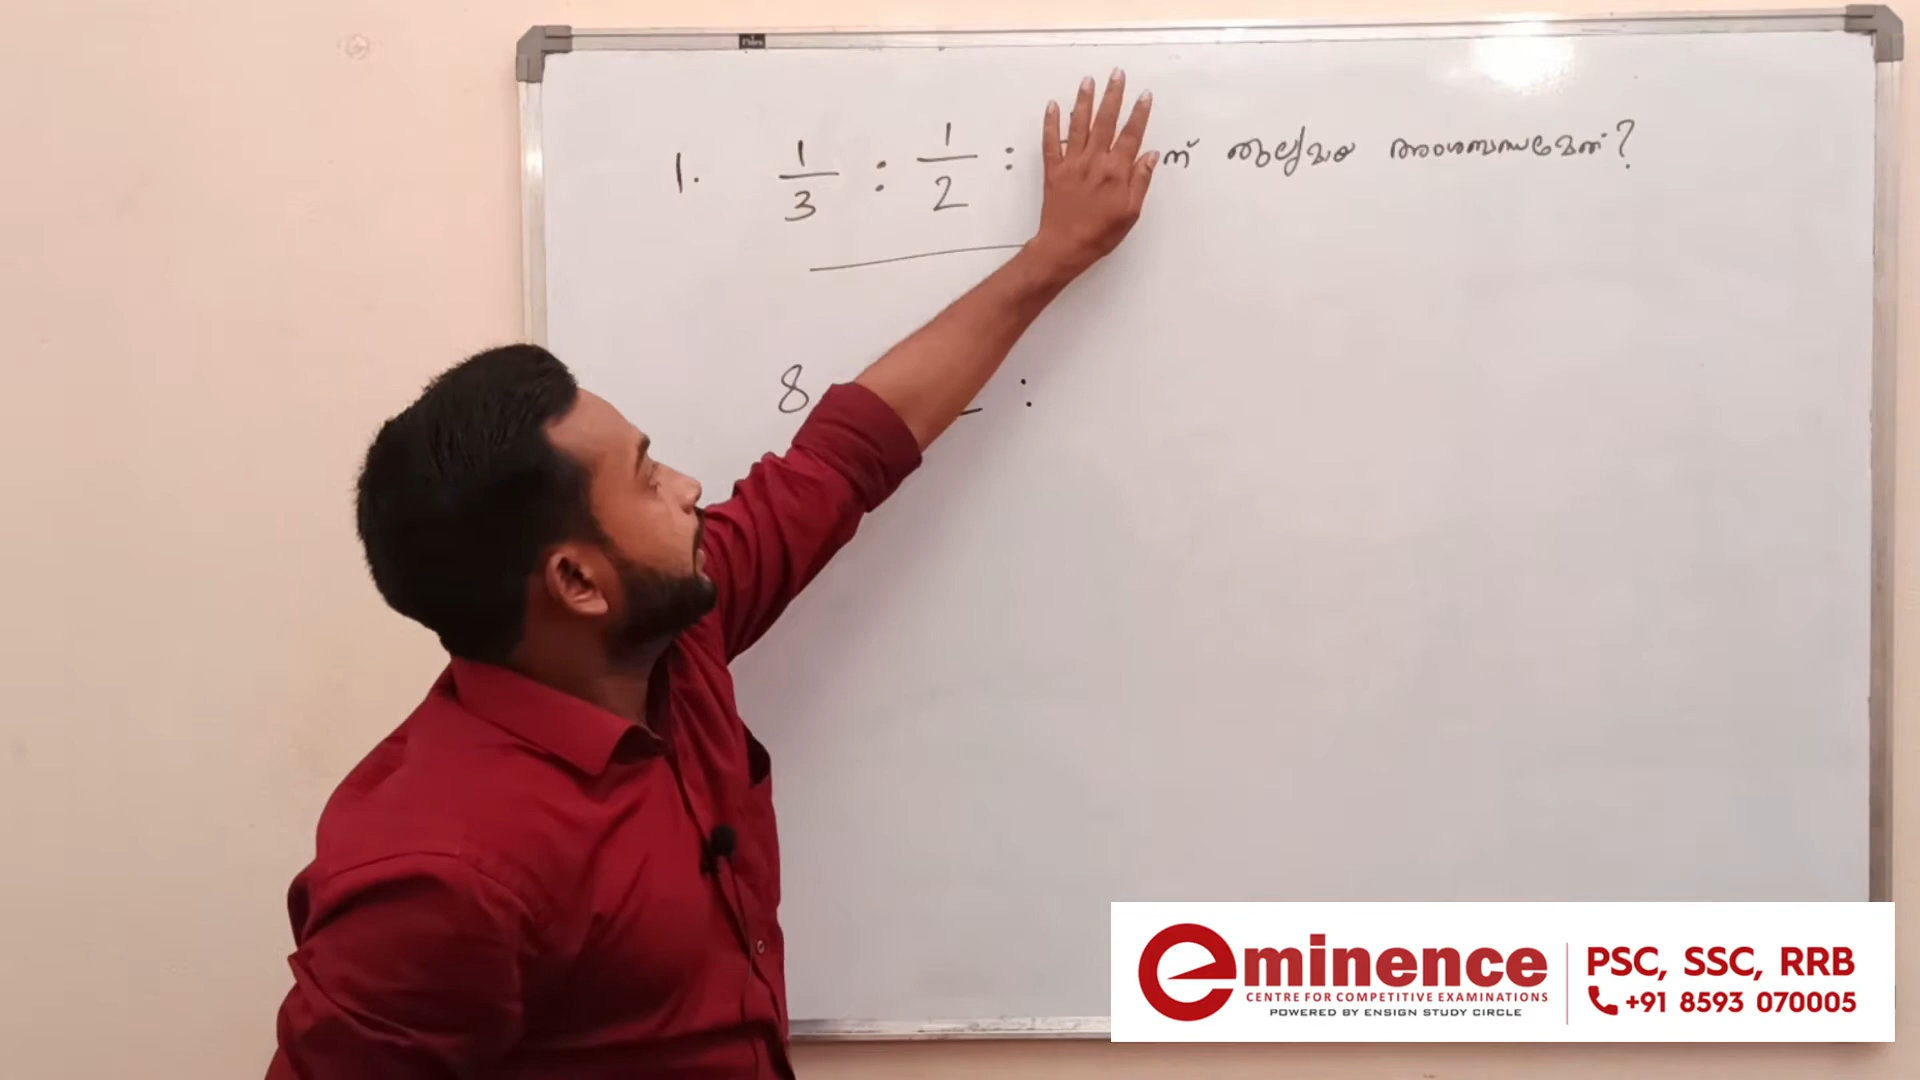 1. 1/3 : 1/2 : ന് തുല്യമായ അംശബന്ധമേത്?
8 :
eminence
CENTRE FOR COMPETITIVE EXAMINATIONS
POWERED BY ENSIGN STUDY CIRCLE
PSC, SSC, RRB
+91 8593 070005